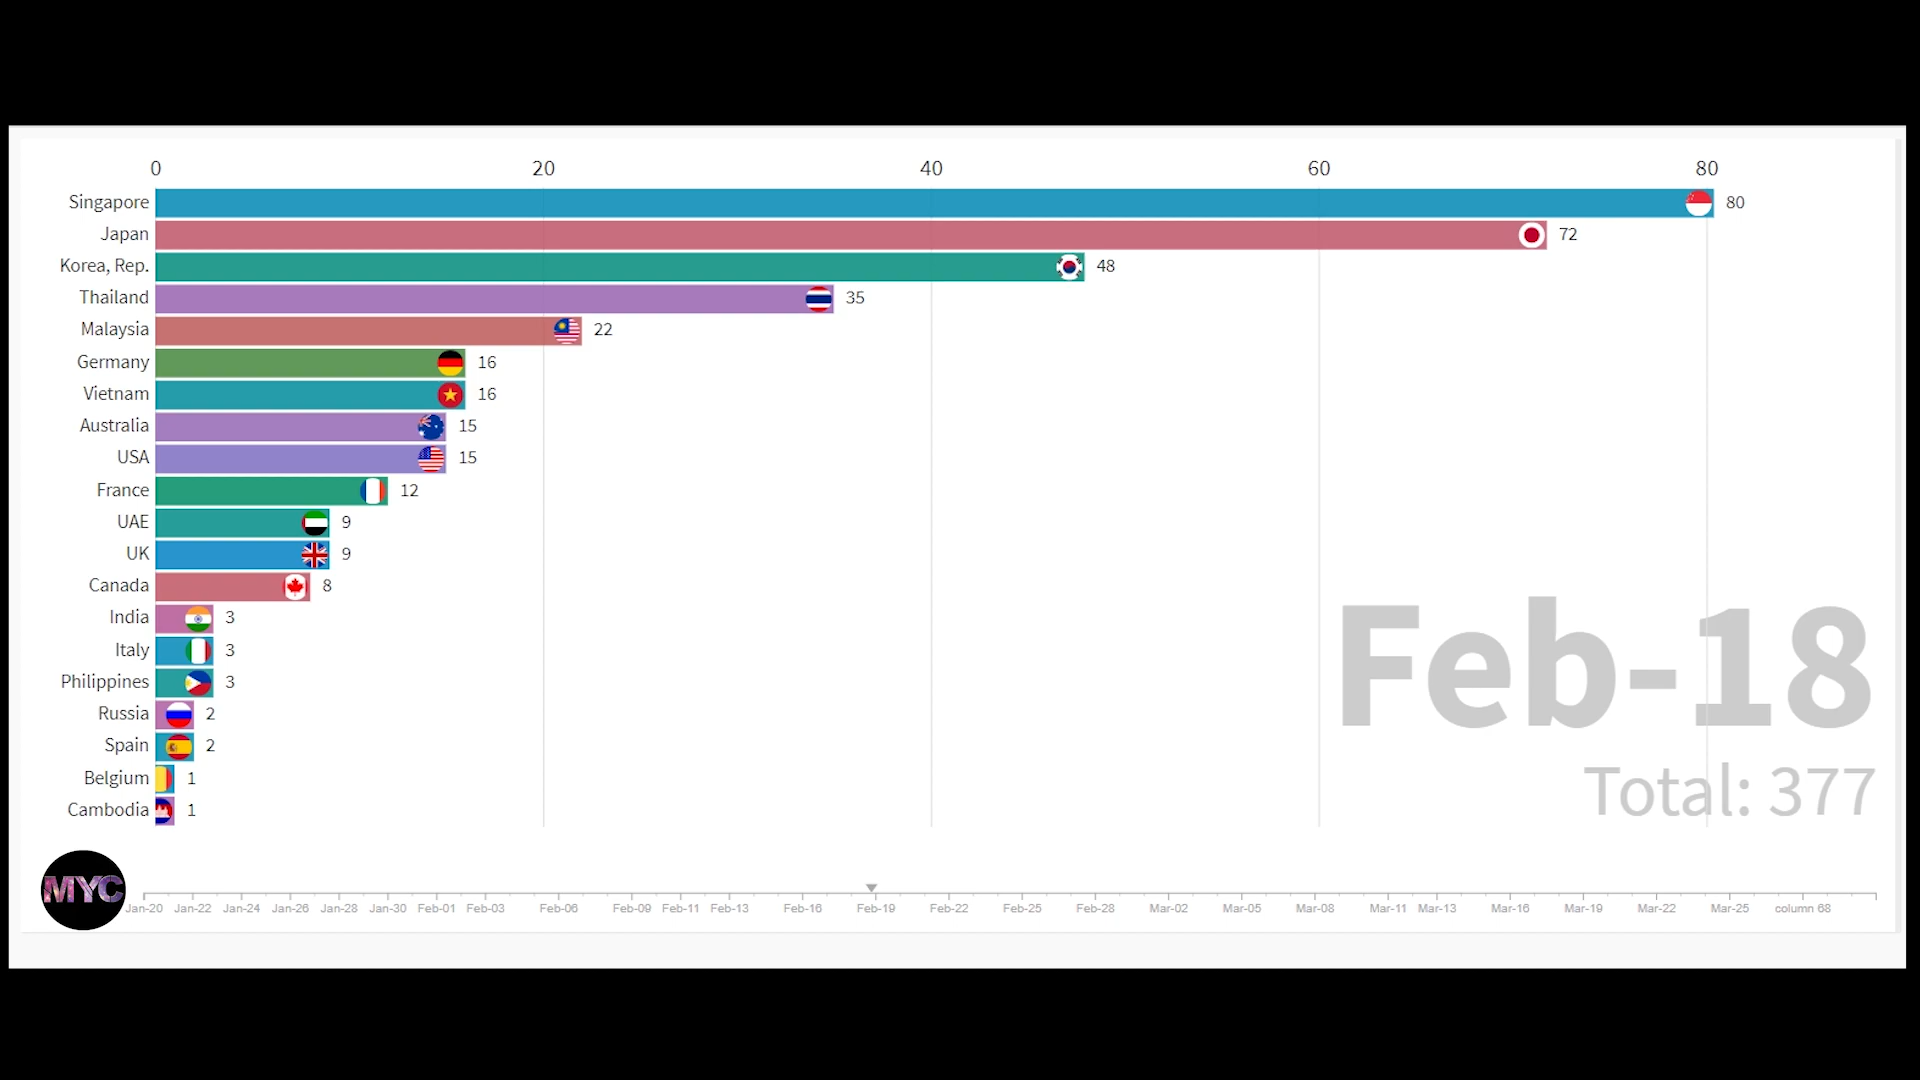 0 20 40 60 80
Singapore 80
Japan 72
Korea, Rep. 48
Thailand 35
Malaysia 22
Germany 16
Vietnam 16
Australia 15
USA 15
France 12
UAE 9
UK 9
Canada 8
India 3
Italy 3
Philippines 3
Russia 2
Spain 2
Belgium 1
Cambodia 1
Feb-18
Total: 377
MYC
Jan-20 Jan-22 Jan-24 Jan-26 Jan-28 Jan-30 Feb-01 Feb-03 Feb-06 Feb-09 Feb-11 Feb-13 Feb-16 Feb-19 Feb-22 Feb-25 Feb-28 Mar-02 Mar-05 Mar-08 Mar-11 Mar-13 Mar-16 Mar-19 Mar-22 Mar-25 column 68